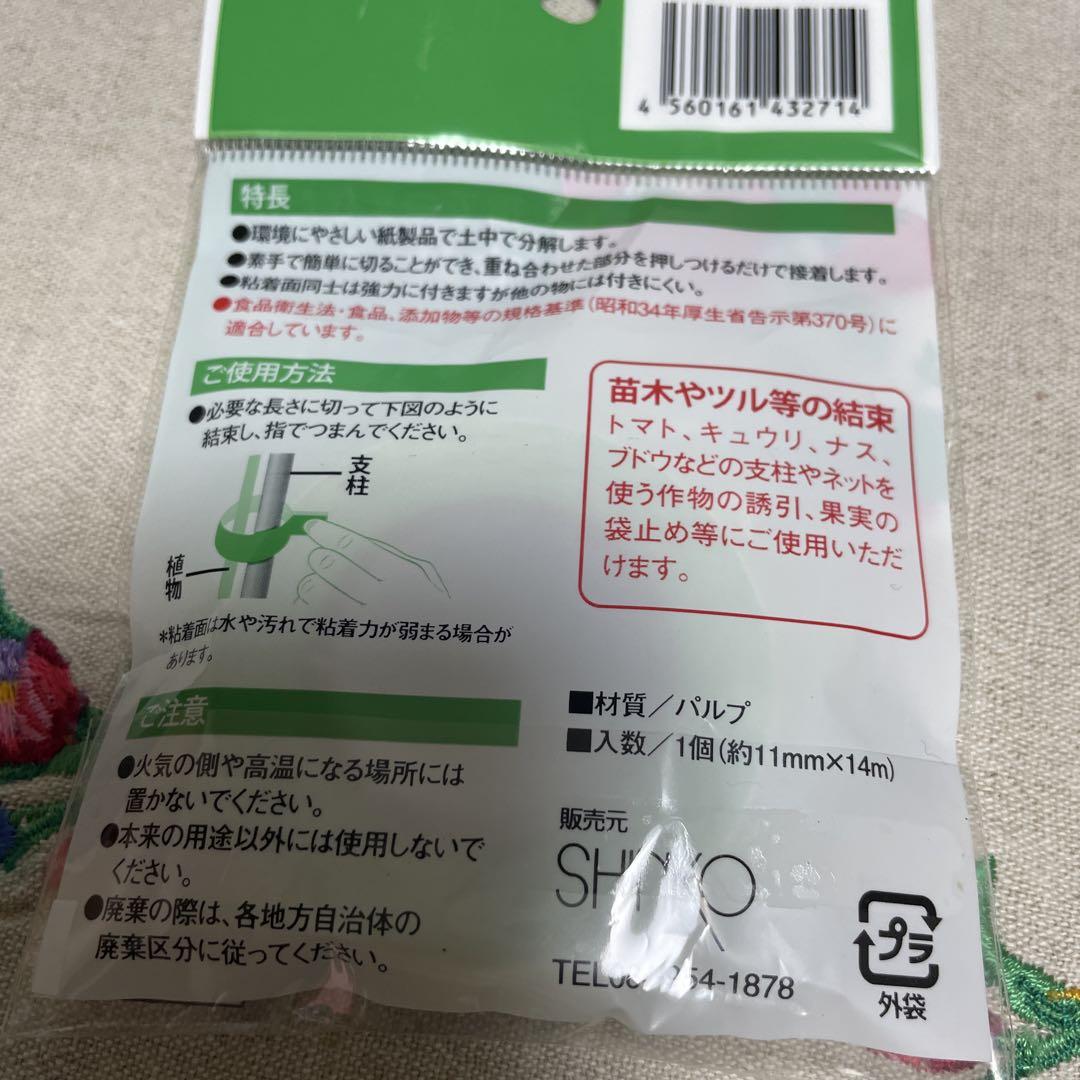 4 560161 432714
特長
●環境にやさしい紙製品で土中で分解します。
●素手で簡単に切ることができ、重ね合わせた部分を押しつけるだけで接着します。
●粘着面同士は強力に付きますが他の物には付きにくい。
●食品衛生法・食品、添加物等の規格基準(昭和34年厚生省告示第370号)に
適合しています。
ご使用方法
●必要な長さに切って下図のように
結束し、指でつまんでください。
支柱
植物
*粘着面は水や汚れで粘着力が弱まる場合が
あります。
苗木やツル等の結束
トマト、キュウリ、ナス、
ブドウなどの支柱やネットを
使う作物の誘引、果実の
袋止め等にご使用いただ
けます。
ご注意
●火気の側や高温になる場所には
置かないでください。
●本来の用途以外には使用しないで
ください。
●廃棄の際は、各地方自治体の
廃棄区分に従ってください。
■材質/パルプ
■入数/1個(約11mm×14m)
販売元
TEL
-1878
プラ
外袋